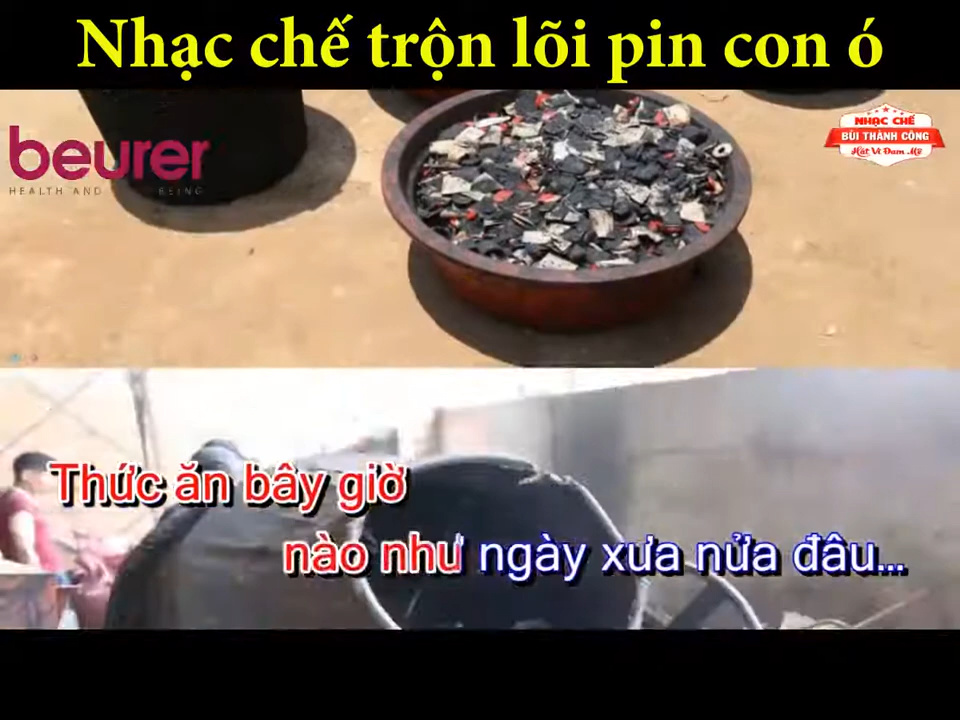 Nhạc chế trộn lõi pin con ó
beurer
HEALTH AND BEING
NHẠC CHẾ
BÙI THÀNH CÔNG
Hát Vì Đam Mê
Thức ăn bây giờ
nào như ngày xưa nửa đâu...